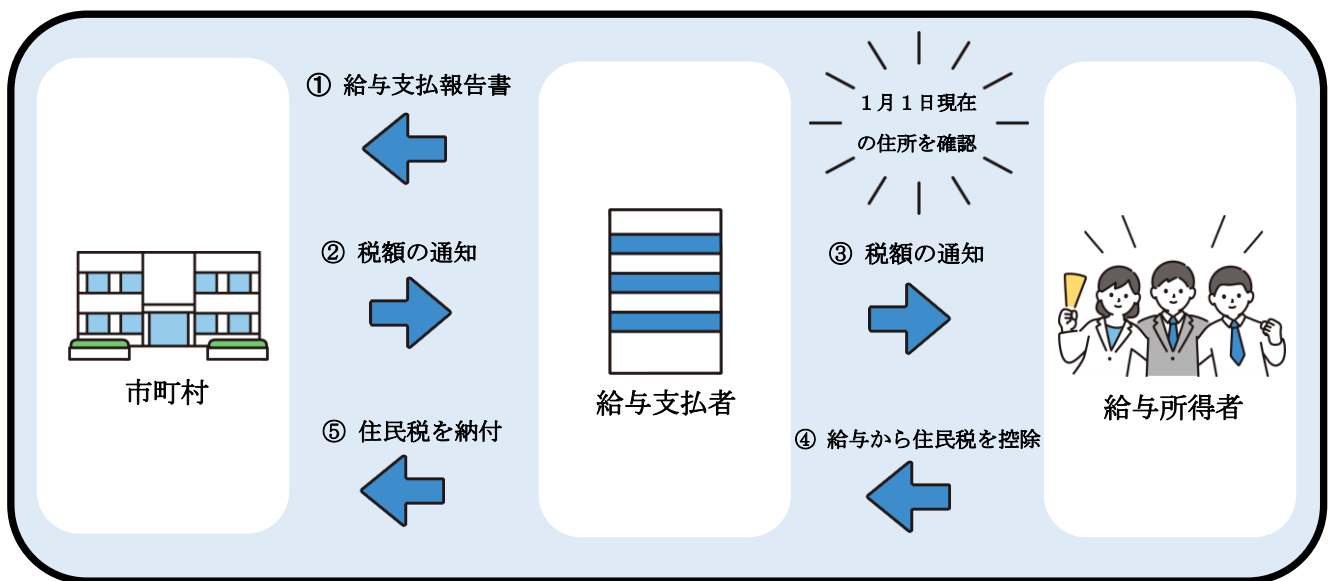 ① 給与支払報告書
1月1日現在
の住所を確認
② 税額の通知
③ 税額の通知
市町村
給与支払者
給与所得者
⑤ 住民税を納付
④ 給与から住民税を控除